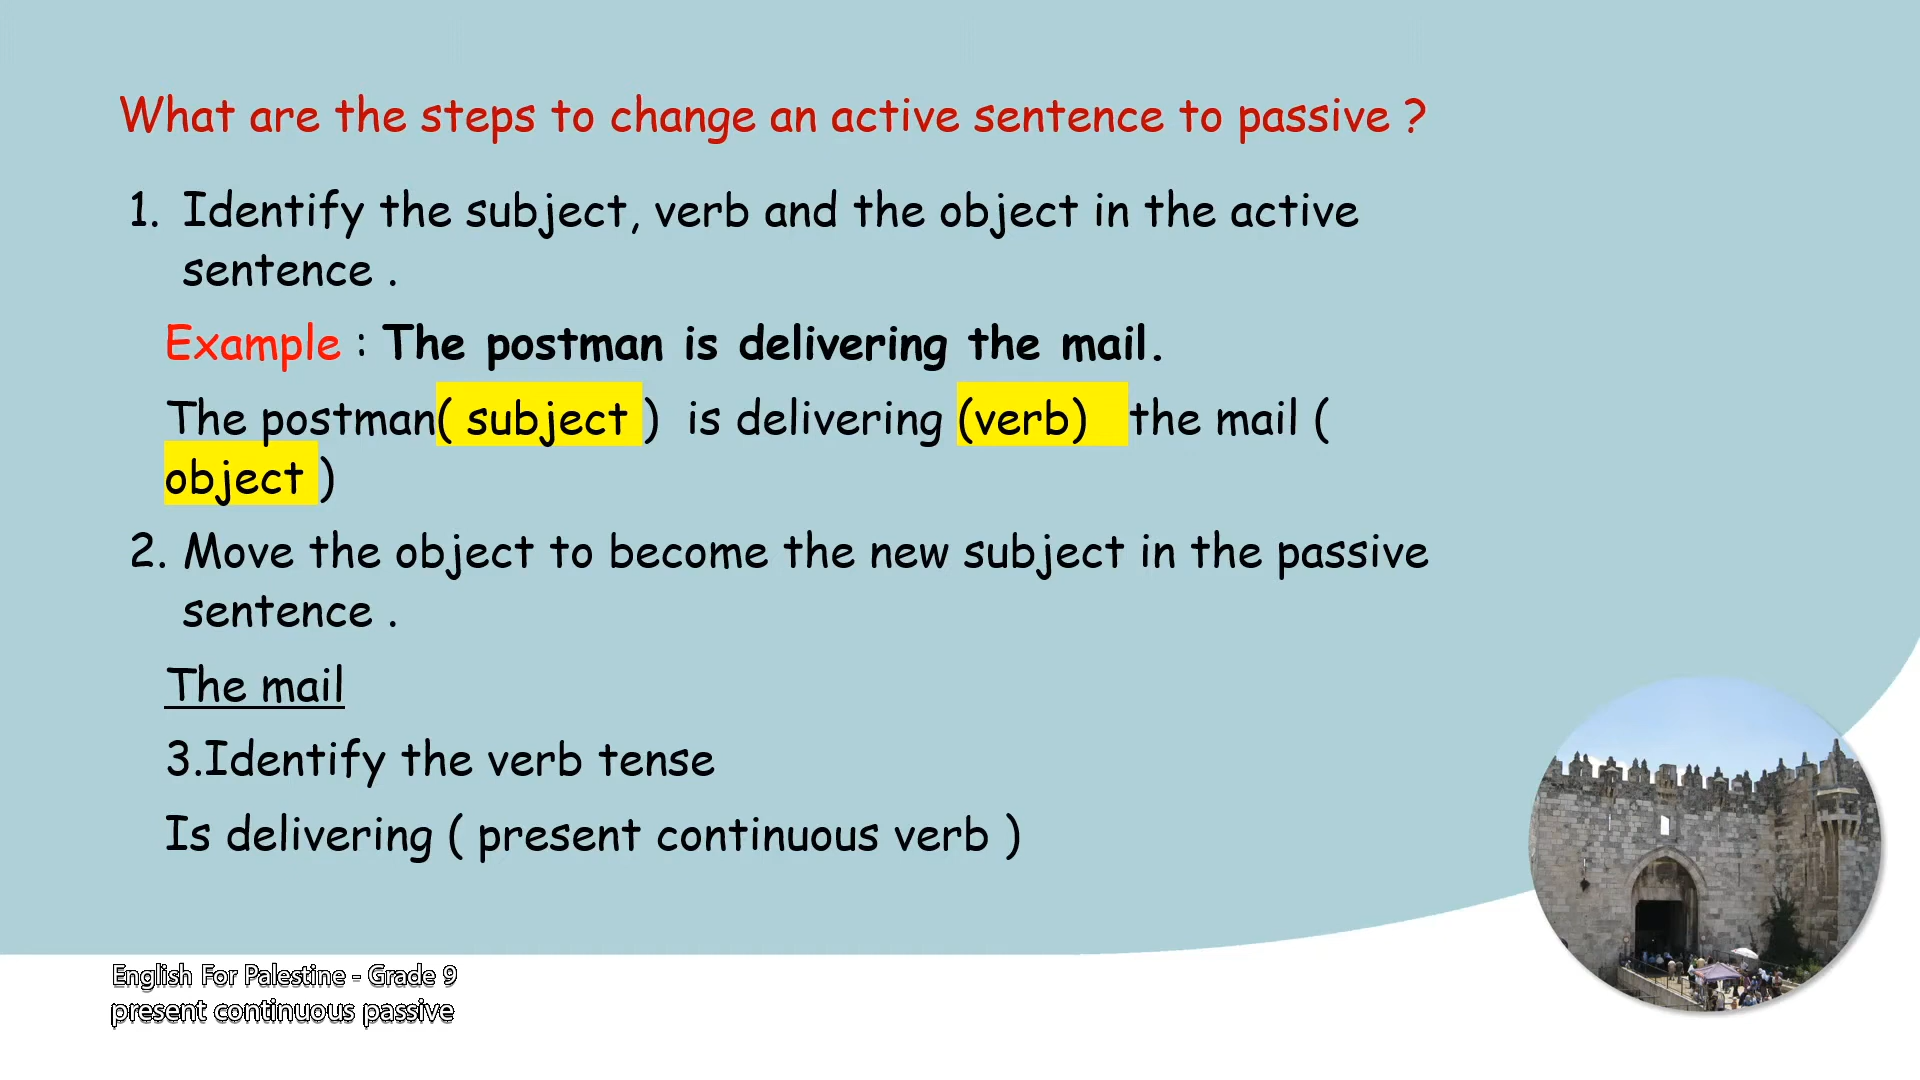 What are the steps to change an active sentence to passive ?
1. Identify the subject, verb and the object in the active
sentence .
Example : The postman is delivering the mail.
The postman( subject ) is delivering (verb) the mail (
object )
2. Move the object to become the new subject in the passive
sentence .
The mail
3.Identify the verb tense
Is delivering ( present continuous verb )
English For Palestine - Grade 9
present continuous passive